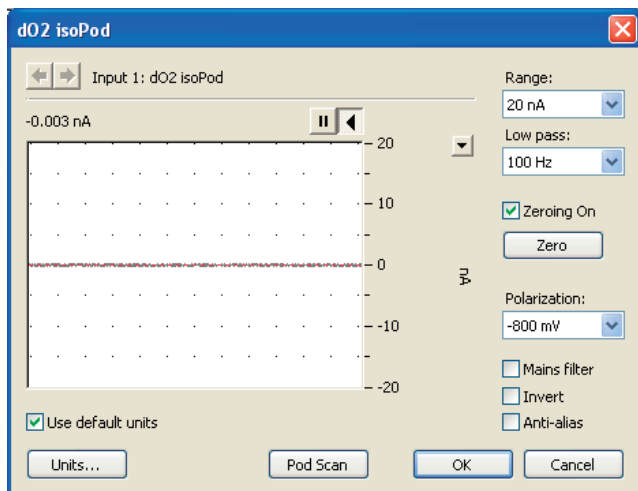 dO2 isoPod
Input 1: dO2 isoPod
-0.003 nA
20
10
0
-10
-20
nA
Range:
20 nA
Low pass:
100 Hz
Zeroing On
Zero
Polarization:
-800 mV
Mains filter
Invert
Anti-alias
Use default units
Units...
Pod Scan
OK
Cancel